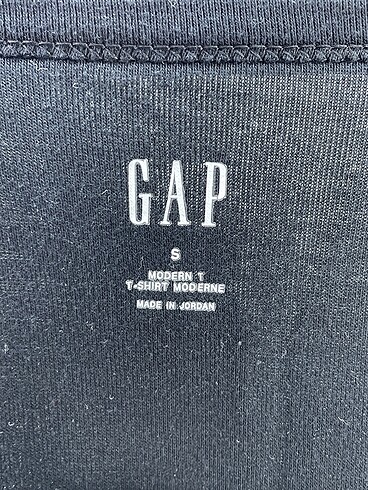 GAP
S
MODERN T
T-SHIRT MODERNE
MADE IN JORDAN